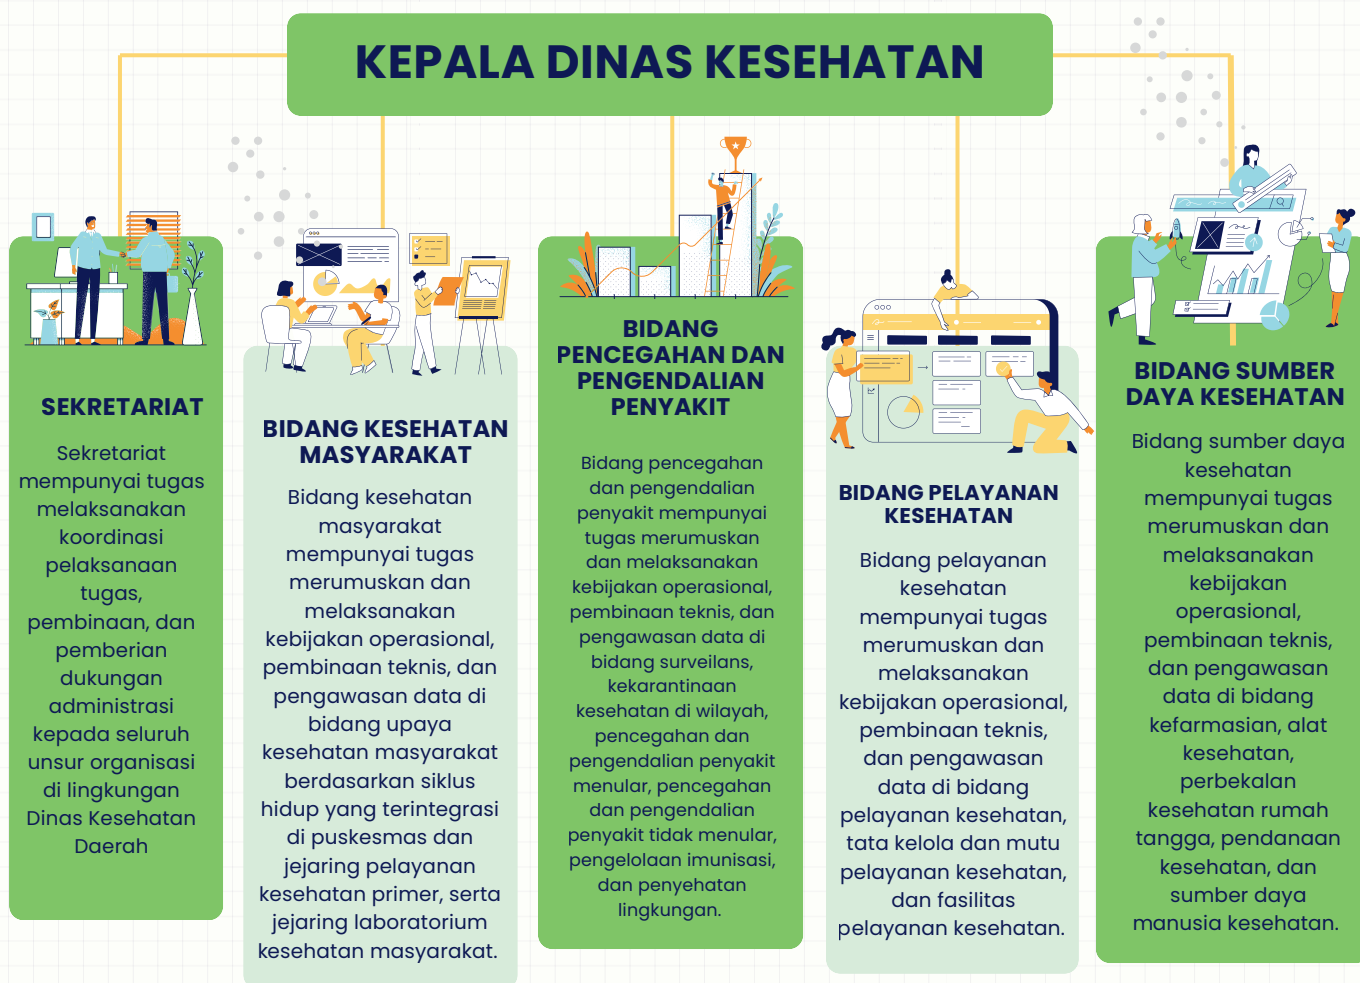 KEPALA DINAS KESEHATAN
SEKRETARIAT
Sekretariat
mempunyai tugas
melaksanakan
koordinasi
pelaksanaan
tugas,
pembinaan, dan
pemberian
dukungan
administrasi
kepada seluruh
unsur organisasi
di lingkungan
Dinas Kesehatan
Daerah
BIDANG KESEHATAN
MASYARAKAT
Bidang kesehatan
masyarakat
mempunyai tugas
merumuskan dan
melaksanakan
kebijakan operasional,
pembinaan teknis, dan
pengawasan data di
bidang upaya
kesehatan masyarakat
berdasarkan siklus
hidup yang terintegrasi
di puskesmas dan
jejaring pelayanan
kesehatan primer, serta
jejaring laboratorium
kesehatan masyarakat.
BIDANG
PENCEGAHAN DAN
PENGENDALIAN
PENYAKIT
Bidang pencegahan
dan pengendalian
penyakit mempunyai
tugas merumuskan
dan melaksanakan
kebijakan operasional,
pembinaan teknis, dan
pengawasan data di
bidang surveilans,
kekarantinaan
kesehatan di wilayah,
pencegahan dan
pengendalian penyakit
menular, pencegahan
dan pengendalian
penyakit tidak menular,
pengelolaan imunisasi,
dan penyehatan
lingkungan.
BIDANG PELAYANAN
KESEHATAN
Bidang pelayanan
kesehatan
mempunyai tugas
merumuskan dan
melaksanakan
kebijakan operasional,
pembinaan teknis,
dan pengawasan
data di bidang
pelayanan kesehatan,
tata kelola dan mutu
pelayanan kesehatan,
dan fasilitas
pelayanan kesehatan.
BIDANG SUMBER
DAYA KESEHATAN
Bidang sumber daya
kesehatan
mempunyai tugas
merumuskan dan
melaksanakan
kebijakan
operasional,
pembinaan teknis,
dan pengawasan
data di bidang
kefarmasian, alat
kesehatan,
perbekalan
kesehatan rumah
tangga, pendanaan
kesehatan, dan
sumber daya
manusia kesehatan.